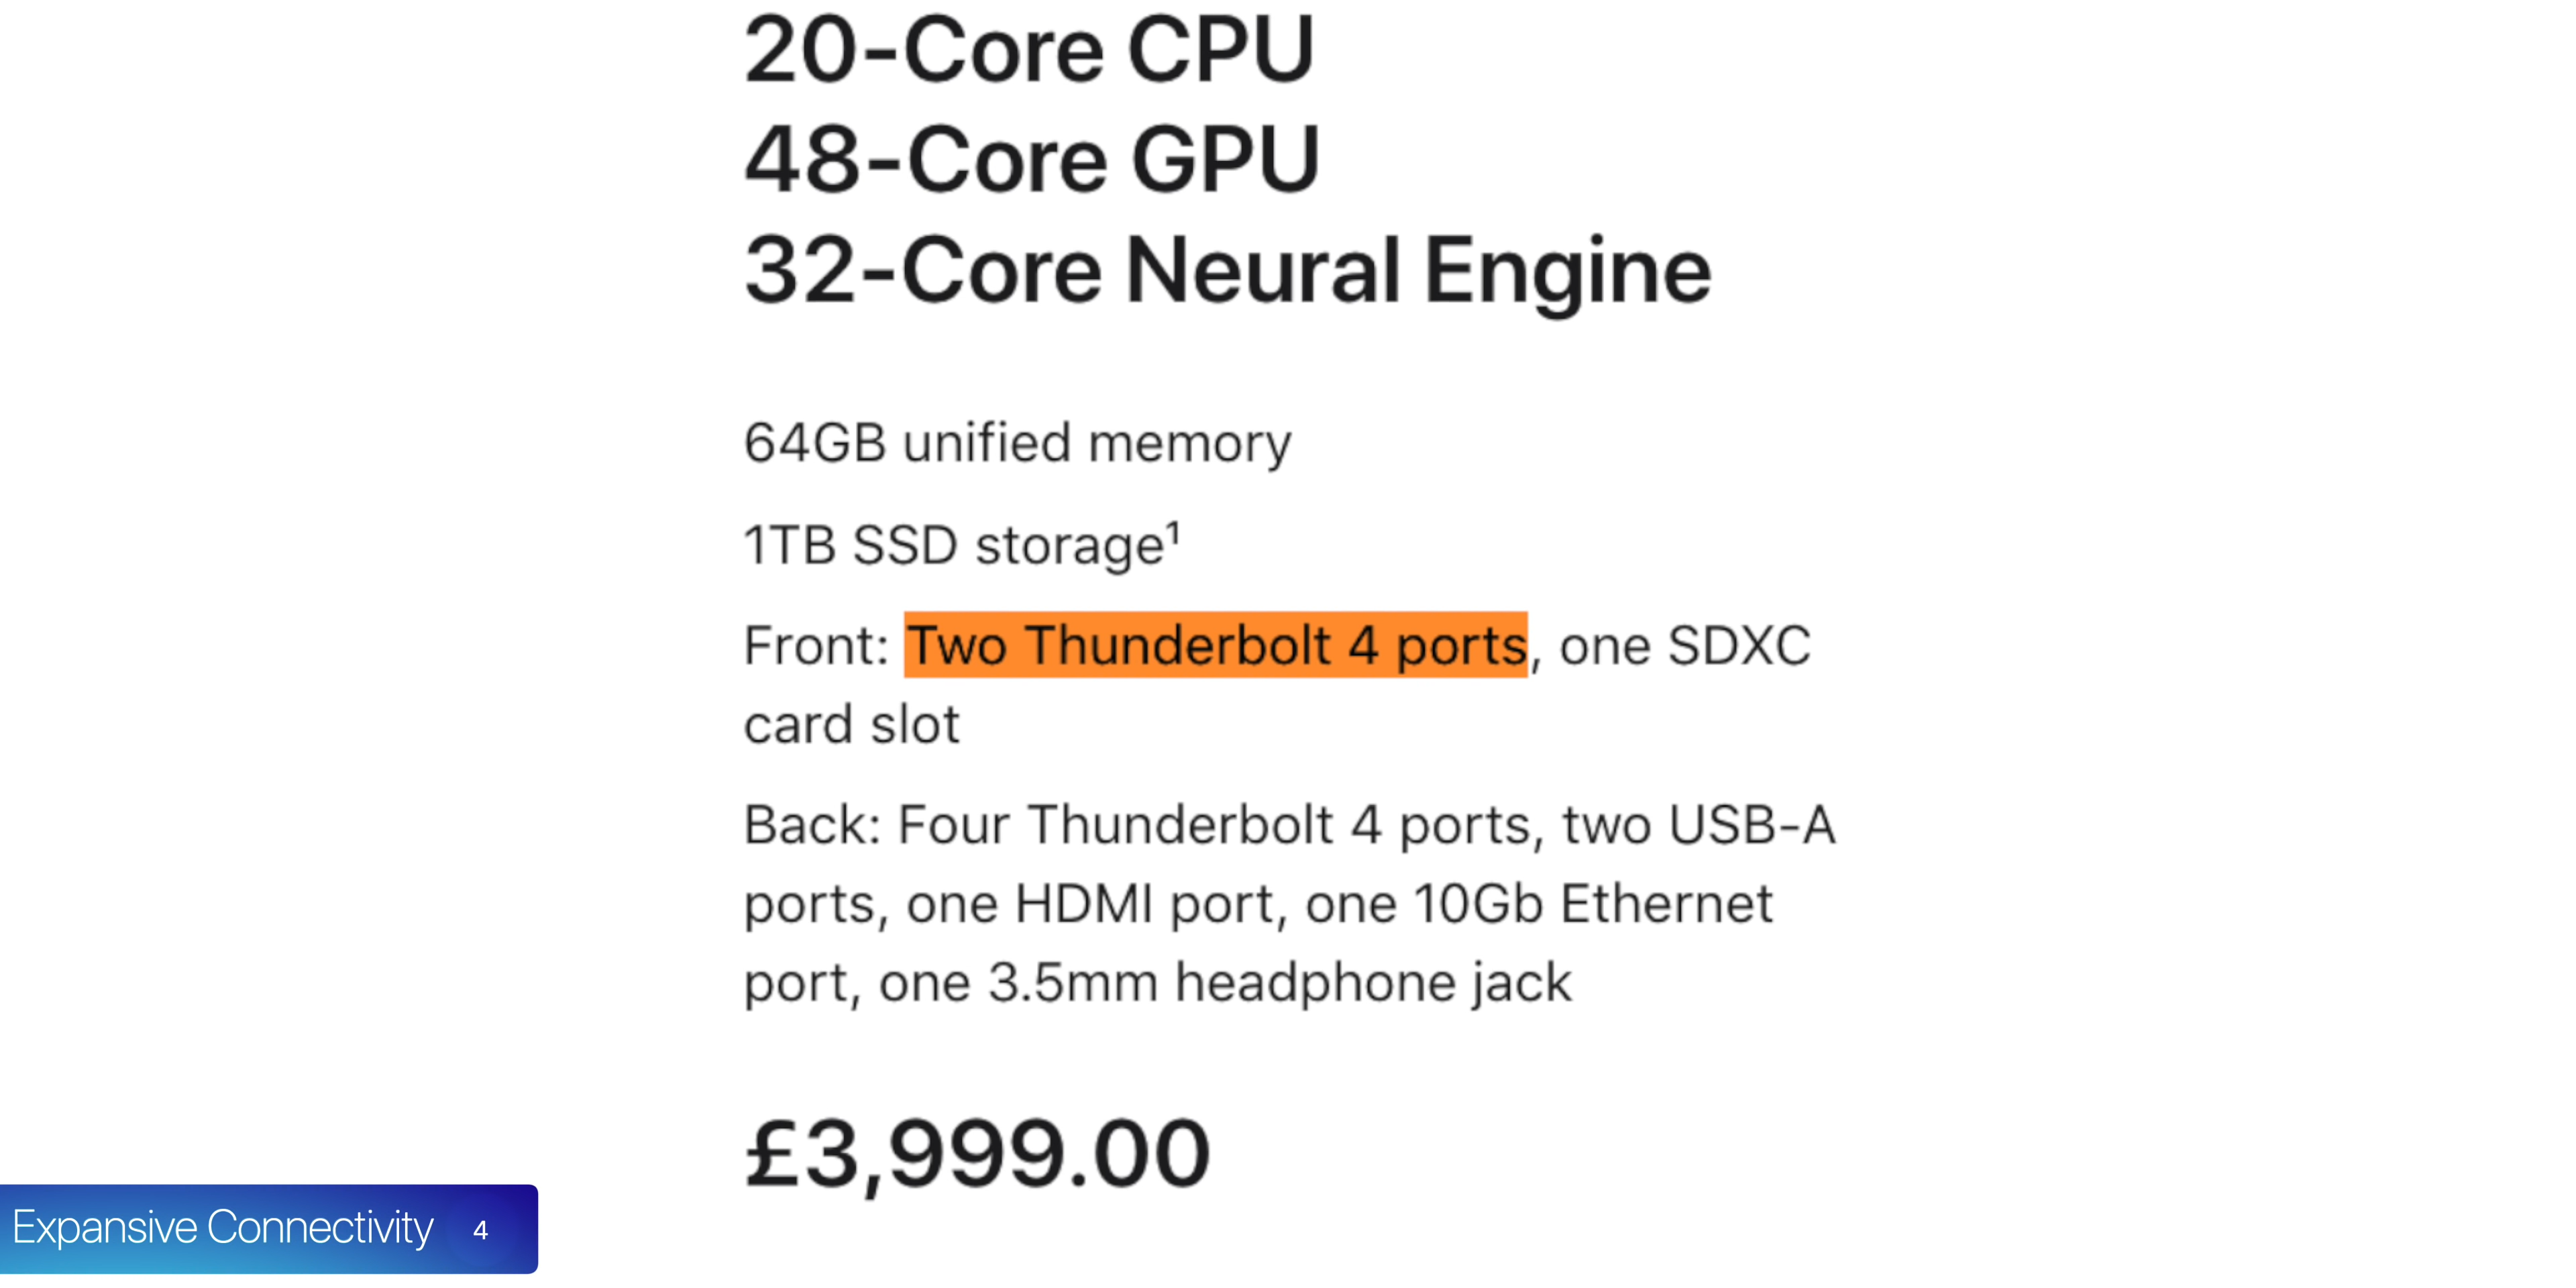 20-Core CPU
48-Core GPU
32-Core Neural Engine
64GB unified memory
1TB SSD storage¹
Front: Two Thunderbolt 4 ports, one SDXC
card slot
Back: Four Thunderbolt 4 ports, two USB-A
ports, one HDMI port, one 10Gb Ethernet
port, one 3.5mm headphone jack
£3,999.00
Expansive Connectivity 4